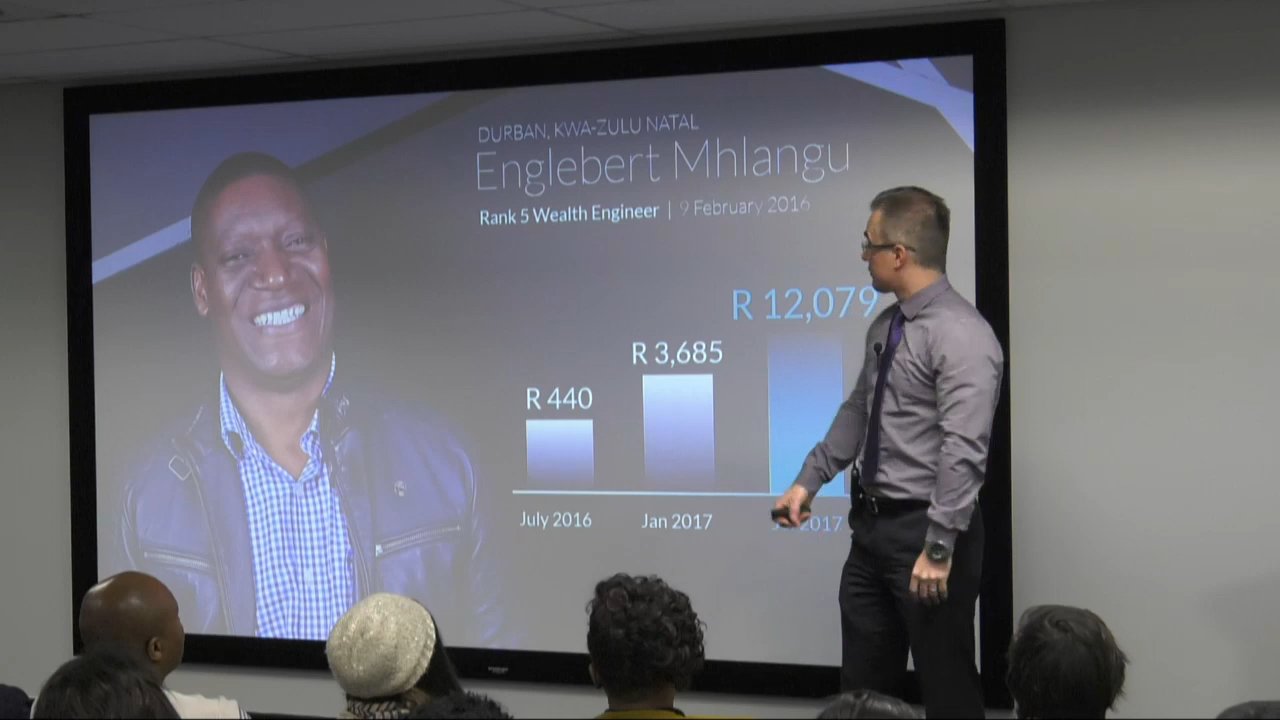 DURBAN, KWA-ZULU NATAL
Englebert Mhlangu
Rank 5 Wealth Engineer | 9 February 2016
R 12,079
R 3,685
R 440
July 2016
Jan 2017
2017